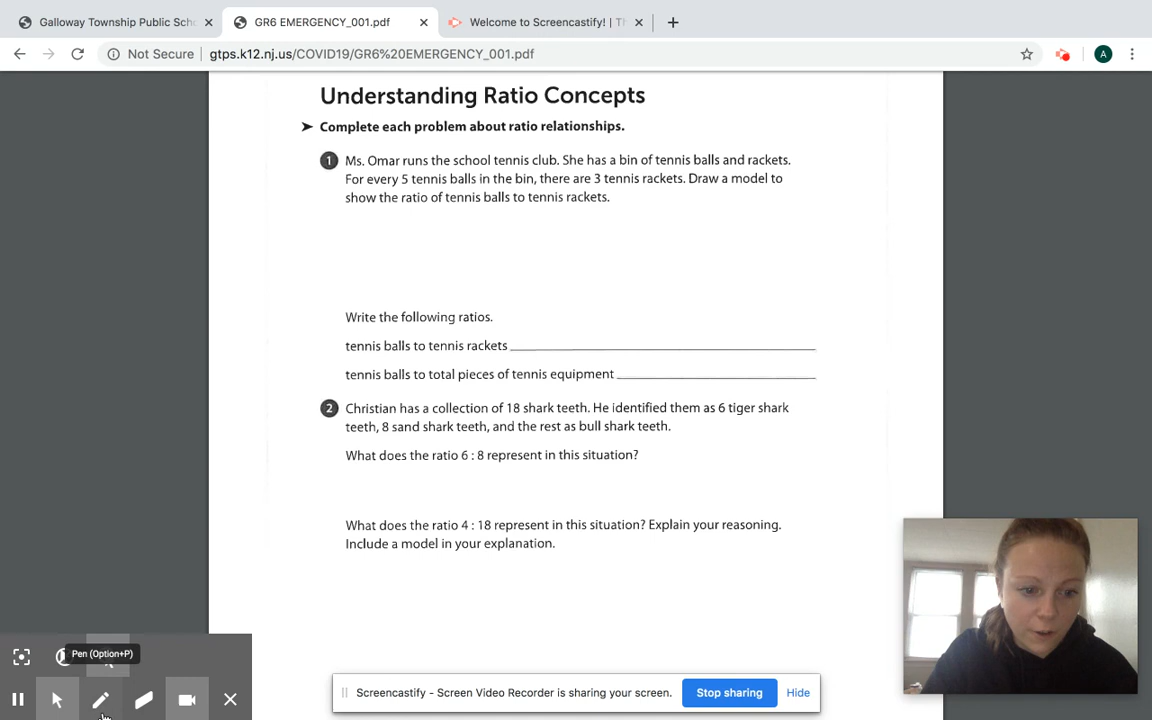 Galloway Township Public Scho
GR6 EMERGENCY_001.pdf
Welcome to Screencastify! | Th
Not Secure
gtps.k12.nj.us/COVID19/GR6%20EMERGENCY_001.pdf
A
Understanding Ratio Concepts
➤ Complete each problem about ratio relationships.
1 Ms. Omar runs the school tennis club. She has a bin of tennis balls and rackets.
For every 5 tennis balls in the bin, there are 3 tennis rackets. Draw a model to
show the ratio of tennis balls to tennis rackets.
Write the following ratios.
tennis balls to tennis rackets
tennis balls to total pieces of tennis equipment
2 Christian has a collection of 18 shark teeth. He identified them as 6 tiger shark
teeth, 8 sand shark teeth, and the rest as bull shark teeth.
What does the ratio 6 : 8 represent in this situation?
What does the ratio 4 : 18 represent in this situation? Explain your reasoning.
Include a model in your explanation.
Pen (Option+P)
Screencastify - Screen Video Recorder is sharing your screen.
Stop sharing
Hide